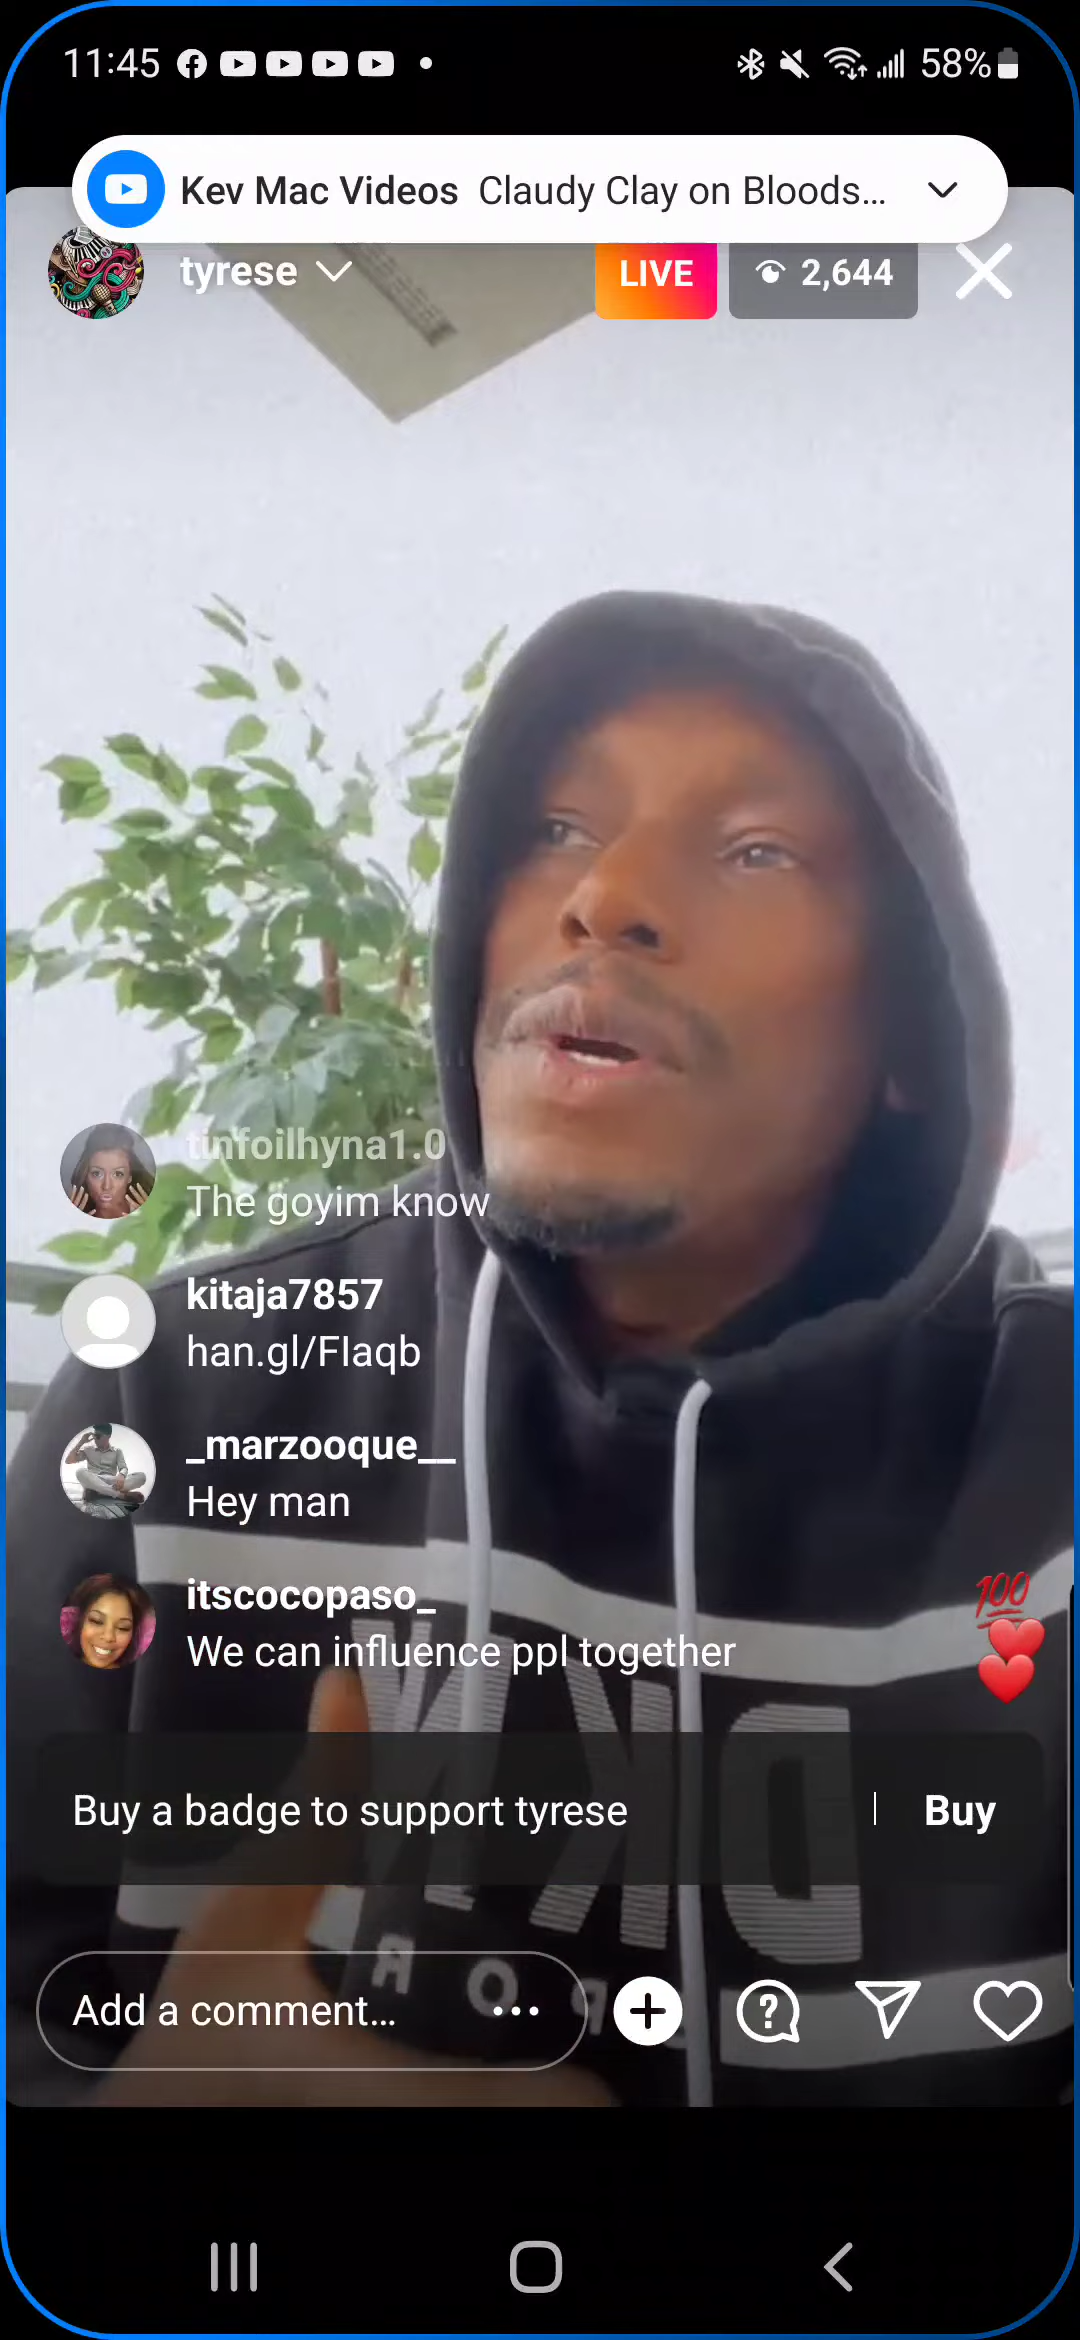 11:45
58%
Kev Mac Videos Claudy Clay on Bloods...
tyrese
LIVE
2,644
tinfoilhyna1.0
The goyim know
kitaja7857
han.gl/FIaqb
_marzooque__
Hey man
itscocopaso_
We can influence ppl together
💯
DKN
Buy a badge to support tyrese
Buy
Add a comment...